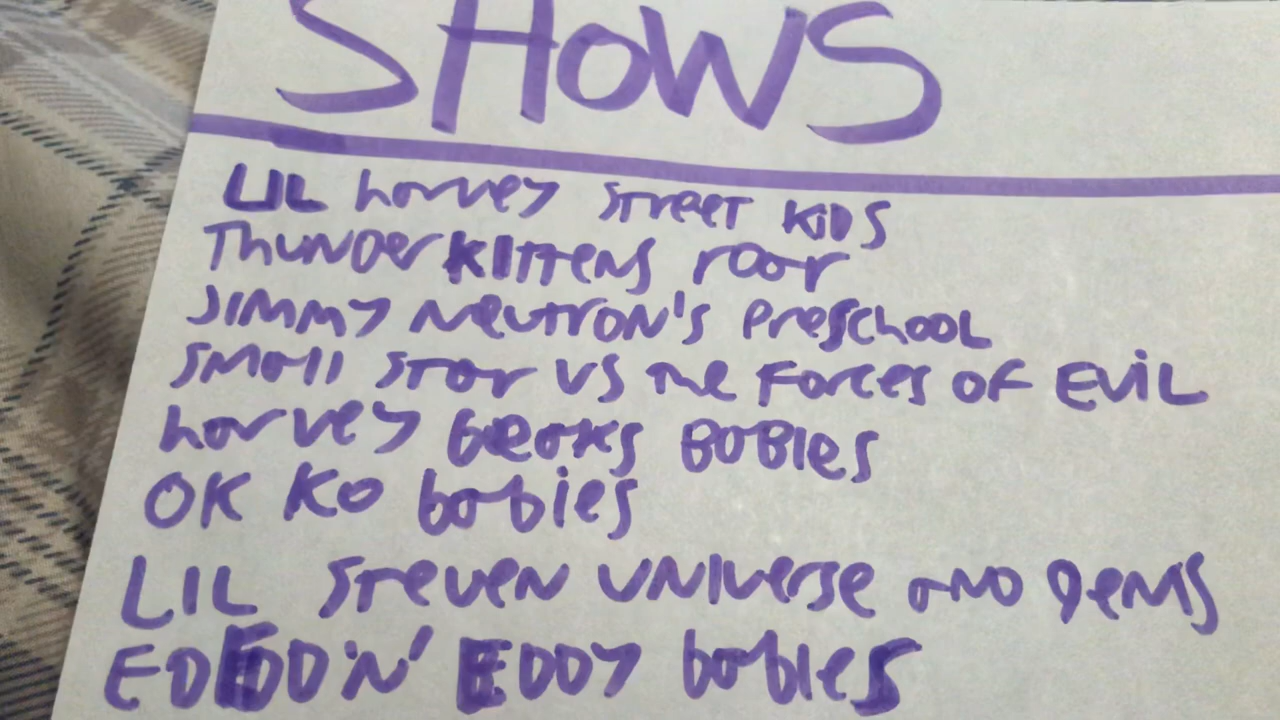 SHOWS
LIL harvey STreeT KiDS
ThuNDerKITTENS roar
JIMMY NeuTRON'S PreSchOOL
SMall STar VS The Forces OF EViL
harvey BeaKS BaBIes
OK KO babies
LIL STeveN UNIVerse aND gems
ED EDD 'N' EDDY babies